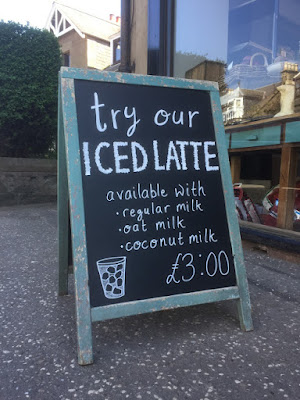 try our
ICED LATTE
available with
· regular milk
· oat milk
· coconut milk
£3:00